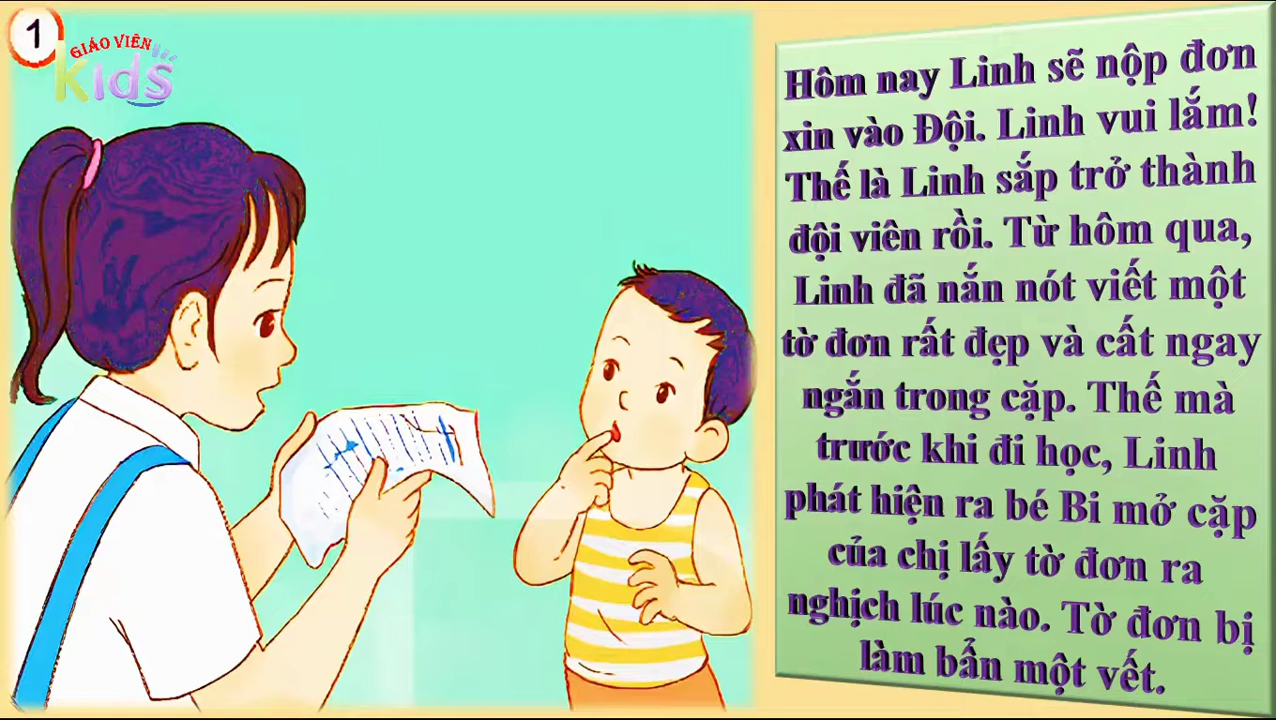 1
GIÁO VIÊN
Kids
Hôm nay Linh sẽ nộp đơn
xin vào Đội. Linh vui lắm!
Thế là Linh sắp trở thành
đội viên rồi. Từ hôm qua,
Linh đã nắn nót viết một
tờ đơn rất đẹp và cất ngay
ngắn trong cặp. Thế mà
trước khi đi học, Linh
phát hiện ra bé Bi mở cặp
của chị lấy tờ đơn ra
nghịch lúc nào. Tờ đơn bị
làm bẩn một vết.